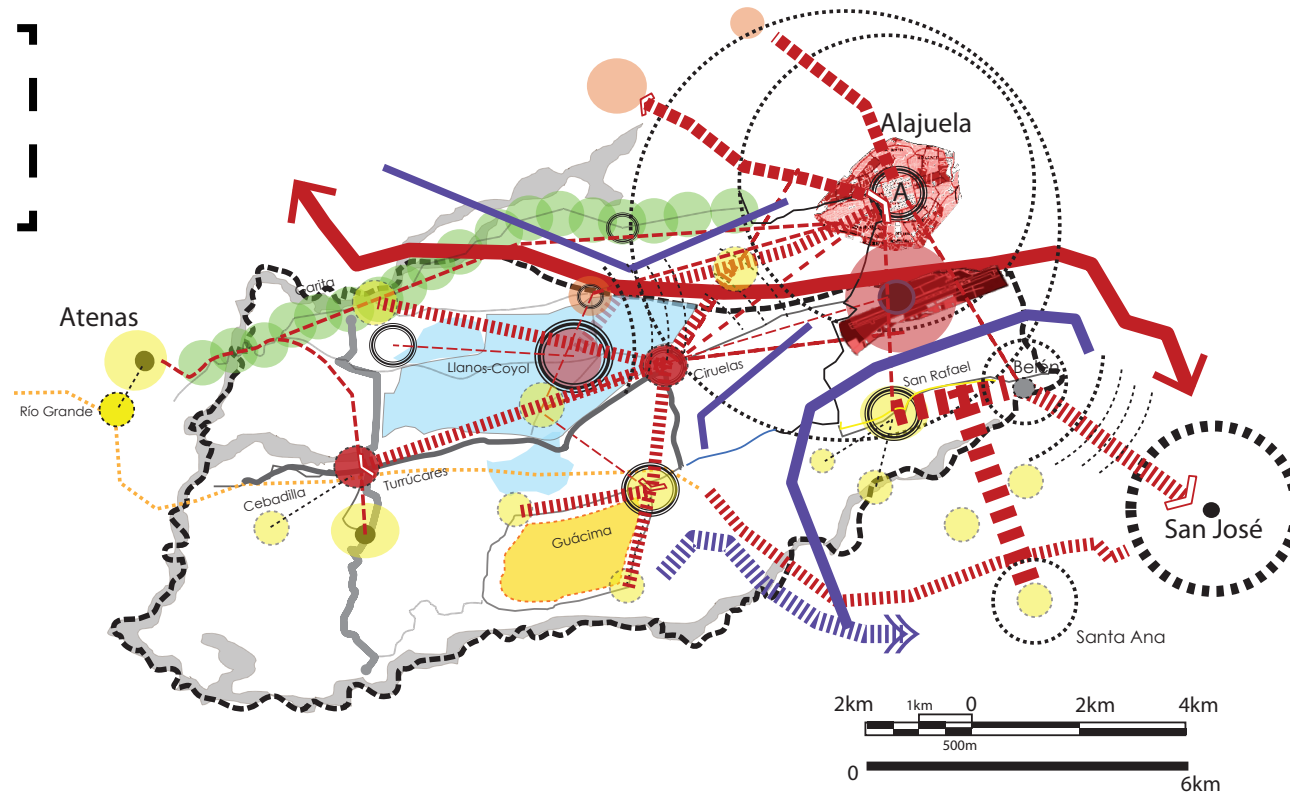 Alajuela
A
Garita
Atenas
Llanos-Coyol
Ciruelas
San Rafael
Belén
Río Grande
Turrúcares
Cebadilla
Guácima
San José
Santa Ana
2km 1km 0 2km 4km
500m
0 6km